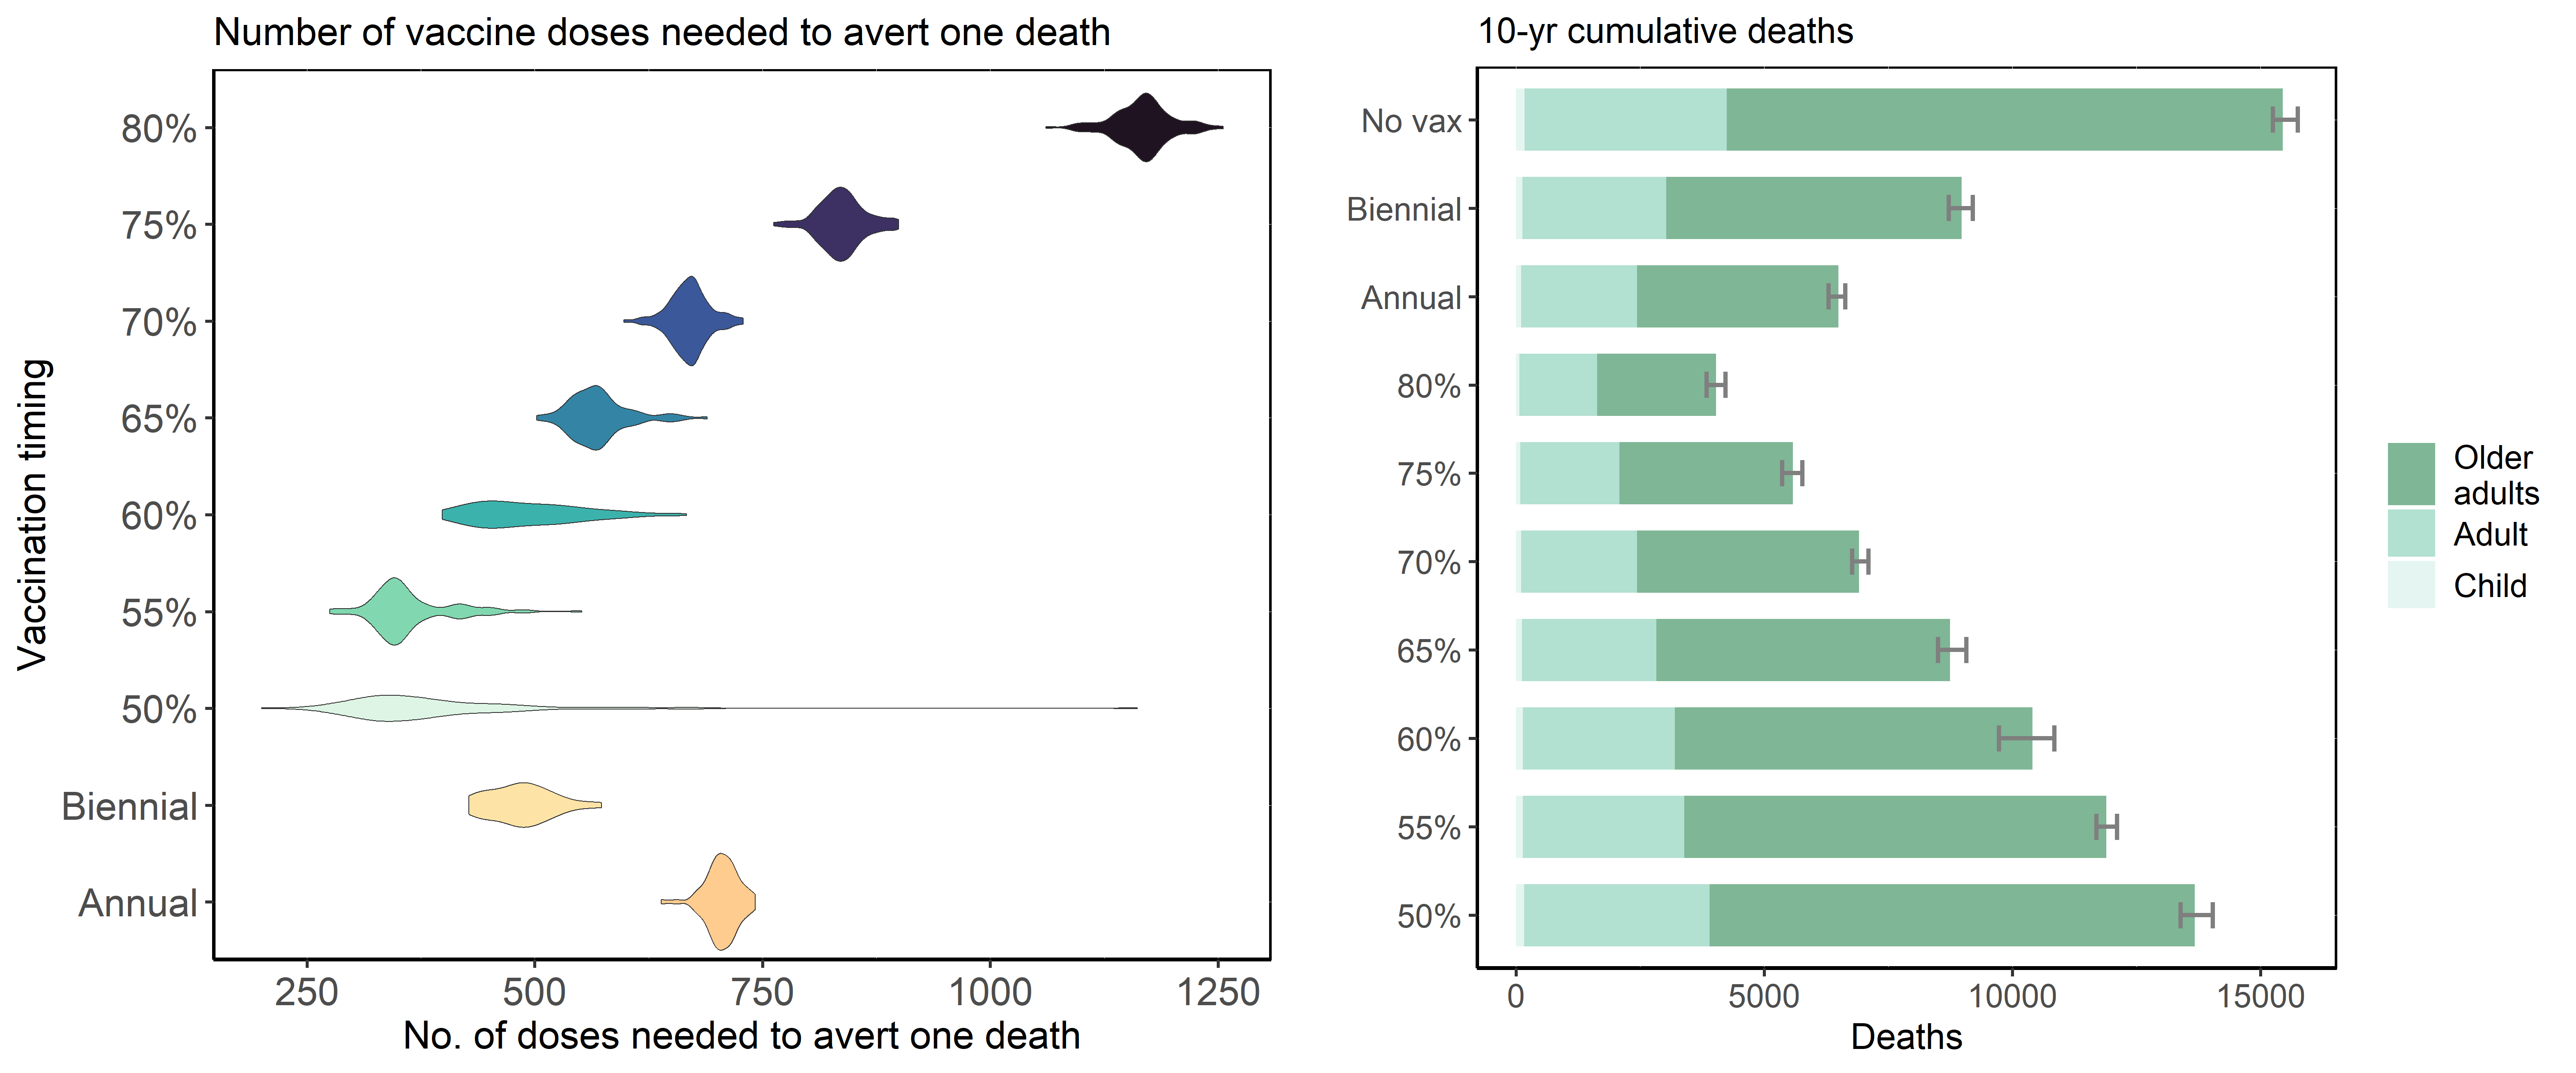 Number of vaccine doses needed to avert one death
Vaccination timing
80%
75%
70%
65%
60%
55%
50%
Biennial
Annual
250 500 750 1000 1250
No. of doses needed to avert one death
10-yr cumulative deaths
No vax
Biennial
Annual
80%
75%
70%
65%
60%
55%
50%
0 5000 10000 15000
Deaths
Older
adults
Adult
Child